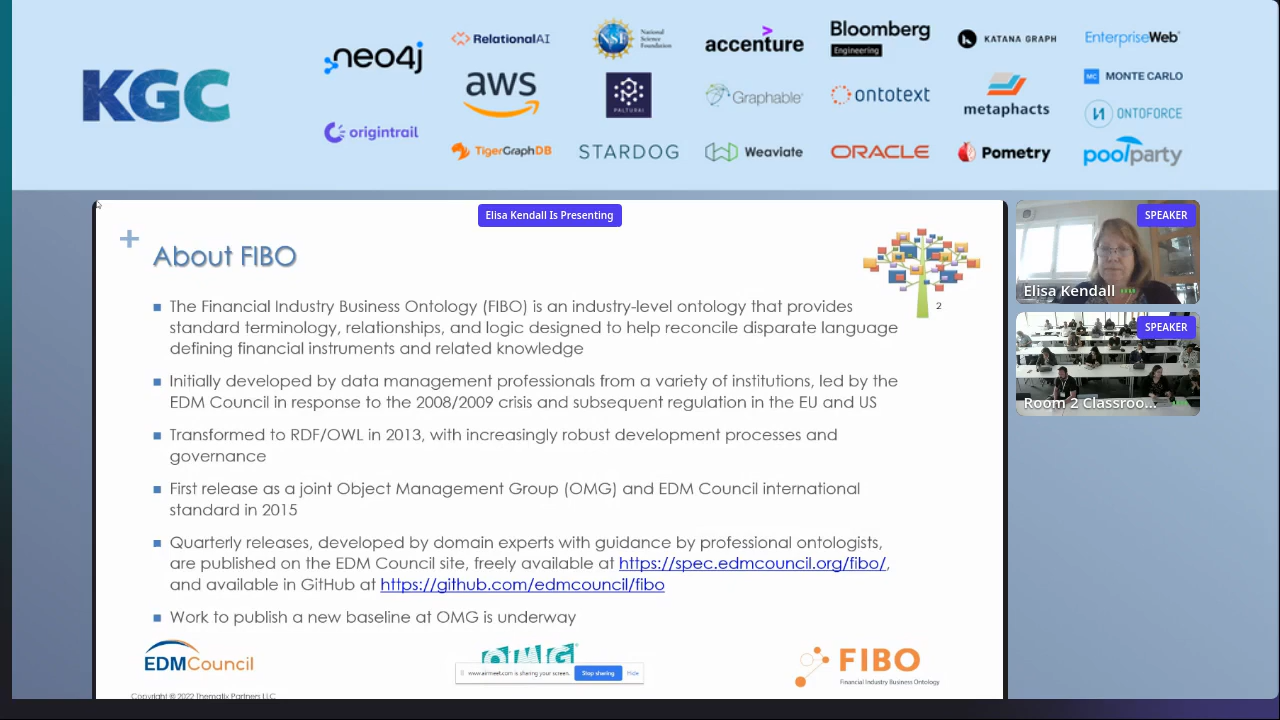 KGC
neo4j
origintrail
RelationalAI
aws
TigerGraphDB
NSF
National
Science
Foundation
PALTURAI
STARDOG
accenture
Graphable
Weaviate
Bloomberg
Engineering
ontotext
ORACLE
KATANA GRAPH
metaphacts
Pometry
EnterpriseWeb
MC MONTE CARLO
ONTOFORCE
poolparty
Elisa Kendall Is Presenting
+ About FIBO
2
The Financial Industry Business Ontology (FIBO) is an industry-level ontology that provides
standard terminology, relationships, and logic designed to help reconcile disparate language
defining financial instruments and related knowledge
Initially developed by data management professionals from a variety of institutions, led by the
EDM Council in response to the 2008/2009 crisis and subsequent regulation in the EU and US
Transformed to RDF/OWL in 2013, with increasingly robust development processes and
governance
First release as a joint Object Management Group (OMG) and EDM Council international
standard in 2015
Quarterly releases, developed by domain experts with guidance by professional ontologists,
are published on the EDM Council site, freely available at https://spec.edmcouncil.org/fibo/,
and available in GitHub at https://github.com/edmcouncil/fibo
Work to publish a new baseline at OMG is underway
EDMCouncil
OMG
www.airmeet.com is sharing your screen. Stop sharing Hide
FIBO
Financial Industry Business Ontology
Copyright © 2022 Thematix Partners LLC
SPEAKER
Elisa Kendall
SPEAKER
Room 2 Classroo...